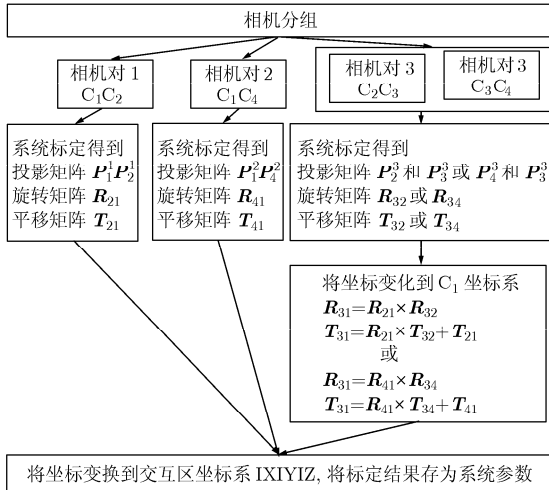 相机分组
相机对 1
C₁C₂
相机对 2
C₁C₄
相机对 3
C₂C₃
相机对 3
C₃C₄
系统标定得到
投影矩阵 P₁¹P₂¹
旋转矩阵 R₂₁
平移矩阵 T₂₁
系统标定得到
投影矩阵 P₁²P₄²
旋转矩阵 R₄₁
平移矩阵 T₄₁
系统标定得到
投影矩阵 P₂³ 和 P₃³ 或 P₄³ 和 P₃³
旋转矩阵 R₃₂ 或 R₃₄
平移矩阵 T₃₂ 或 T₃₄
将坐标变化到 C₁ 坐标系
R₃₁=R₂₁×R₃₂
T₃₁=R₂₁×T₃₂+T₂₁
或
R₃₁=R₄₁×R₃₄
T₃₁=R₄₁×T₃₄+T₄₁
将坐标变换到交互区坐标系 IXIYIZ, 将标定结果存为系统参数